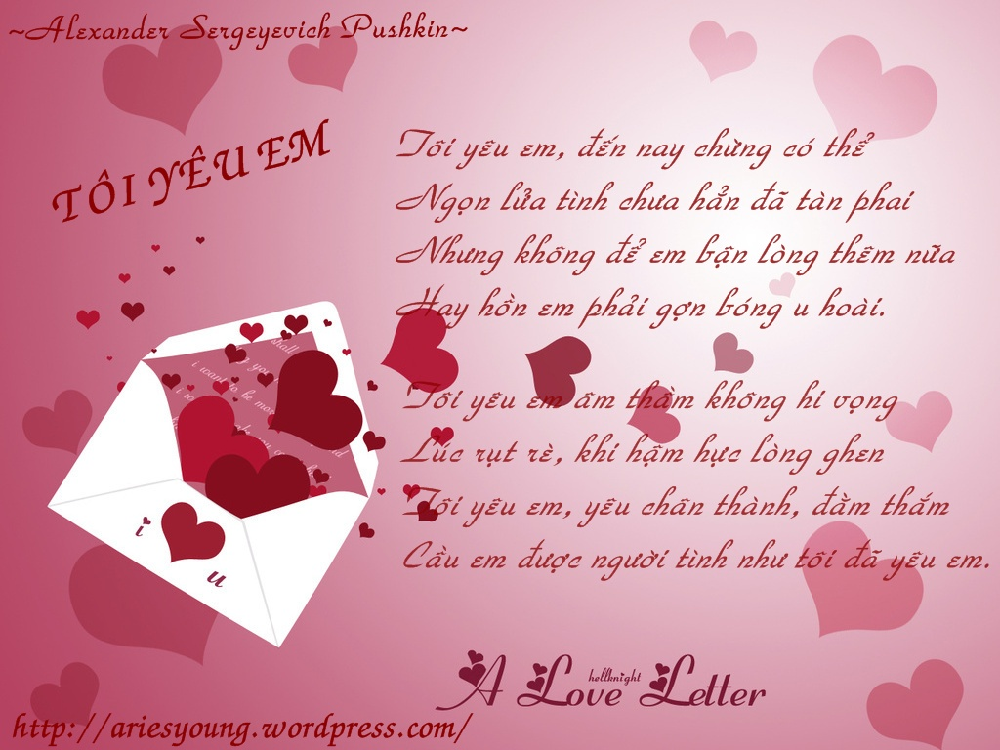 ~Alexander Sergeyevich Pushkin~
TÔI YÊU EM
Tôi yêu em, đến nay chừng có thể
Ngọn lửa tình chưa hẳn đã tàn phai
Nhưng không để em bận lòng thêm nữa
Hay hồn em phải gợn bóng u hoài.
Tôi yêu em âm thầm không hi vọng
Lúc rụt rè, khi hậm hực lòng ghen
Tôi yêu em, yêu chân thành, đằm thắm
Cầu em được người tình như tôi đã yêu em.
shall
i want to be
i
u
hellknight
A Love Letter
http://ariesyoung.wordpress.com/